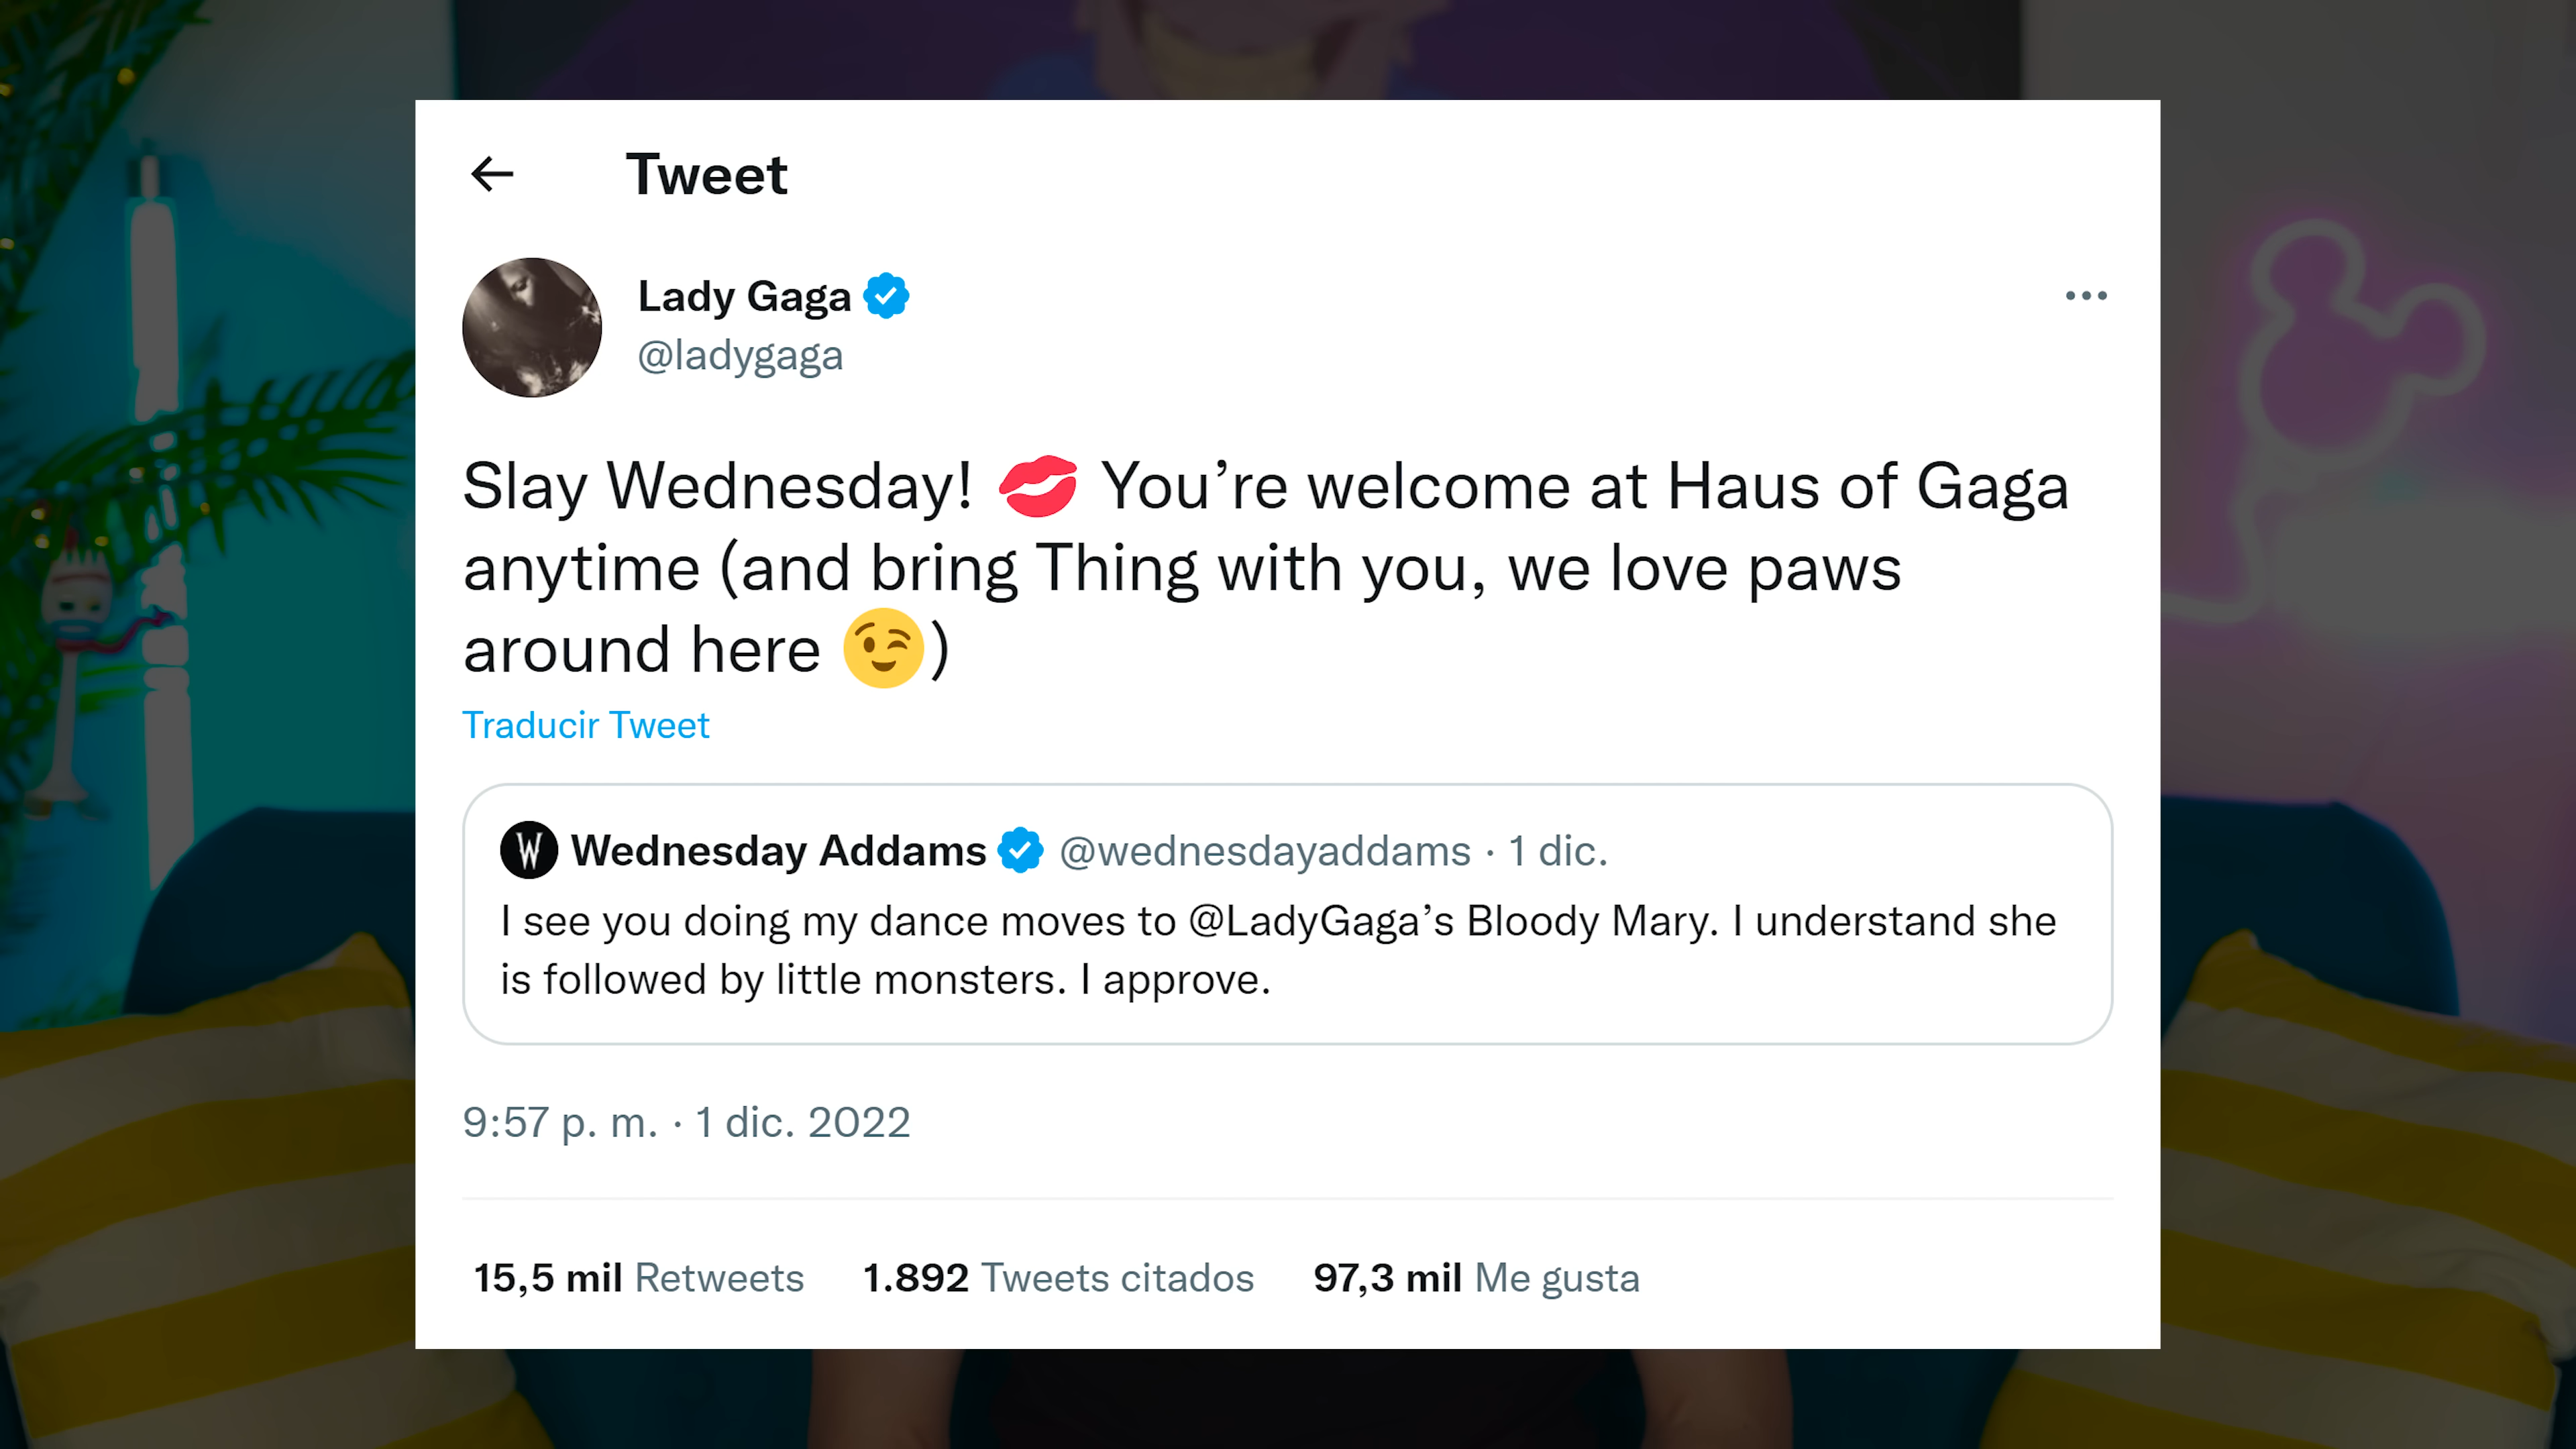 Tweet
Lady Gaga
@ladygaga
Slay Wednesday! 💋 You’re welcome at Haus of Gaga
anytime (and bring Thing with you, we love paws
around here 😉)
Traducir Tweet
W Wednesday Addams @wednesdayaddams · 1 dic.
I see you doing my dance moves to @LadyGaga’s Bloody Mary. I understand she
is followed by little monsters. I approve.
9:57 p. m. · 1 dic. 2022
15,5 mil Retweets 1.892 Tweets citados 97,3 mil Me gusta